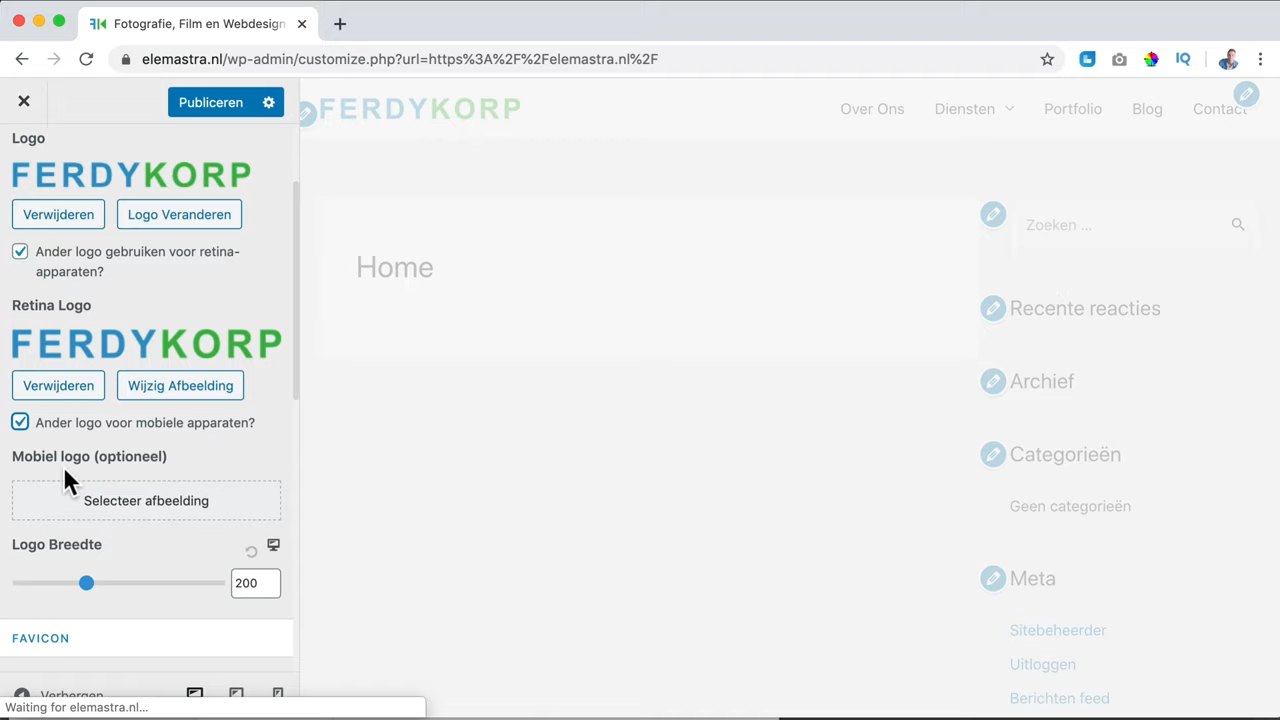 Fotografie, Film en Webdesign
elemastra.nl/wp-admin/customize.php?url=https%3A%2F%2Felemastra.nl%2F
IQ
Publiceren
FERDYKORP
Over Ons
Diensten
Portfolio
Blog
Contact
Logo
FERDYKORP
Verwijderen
Logo Veranderen
Ander logo gebruiken voor retina-
apparaten?
Retina Logo
FERDYKORP
Verwijderen
Wijzig Afbeelding
Ander logo voor mobiele apparaten?
Mobiel logo (optioneel)
Selecteer afbeelding
Logo Breedte
200
FAVICON
Verbergen
Waiting for elemastra.nl...
Home
Zoeken ...
Recente reacties
Archief
Categorieën
Geen categorieën
Meta
Sitebeheerder
Uitloggen
Berichten feed